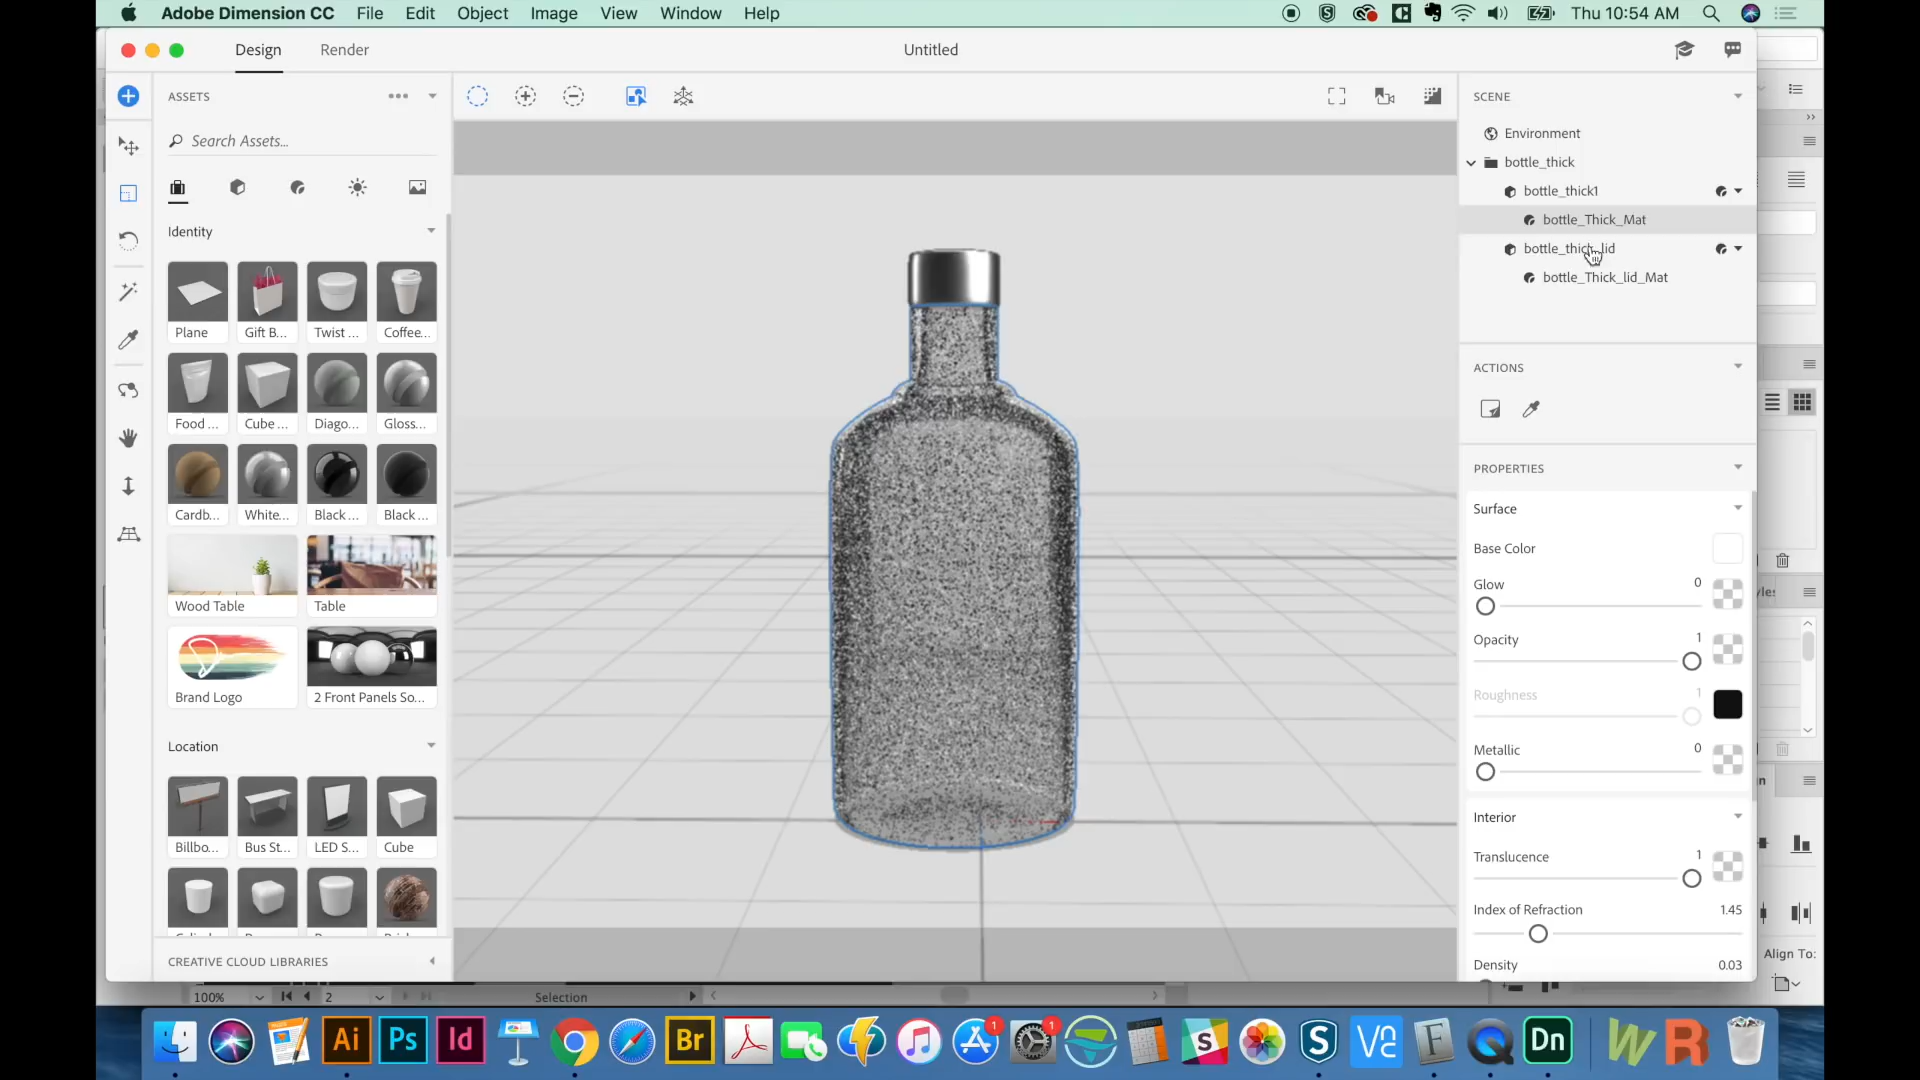 Adobe Dimension CC File Edit Object Image View Window Help
Thu 10:54 AM
Design Render
Untitled
ASSETS
Search Assets...
Identity
Plane Gift B... Twist ... Coffee...
Food ... Cube ... Diago... Gloss...
Cardb... White... Black ... Black ...
Wood Table Table
Brand Logo 2 Front Panels So...
Location
Billbo... Bus St... LED S... Cube
CREATIVE CLOUD LIBRARIES
SCENE
Environment
bottle_thick
bottle_thick1
bottle_Thick_Mat
bottle_thick_lid
bottle_Thick_lid_Mat
ACTIONS
PROPERTIES
Surface
Base Color
Glow 0
Opacity 1
Roughness 1
Metallic 0
Interior
Translucence 1
Index of Refraction 1.45
Density 0.03
Align To:
100% 2 Selection
Ai Ps Id Br 1 1 S Dn